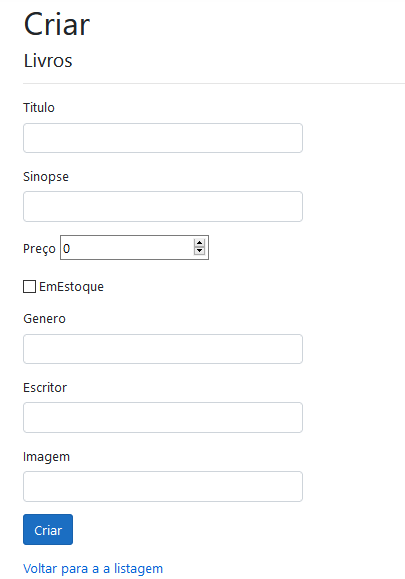 Criar
Livros
Titulo
Sinopse
Preço 0
EmEstoque
Genero
Escritor
Imagem
Criar
Voltar para a a listagem